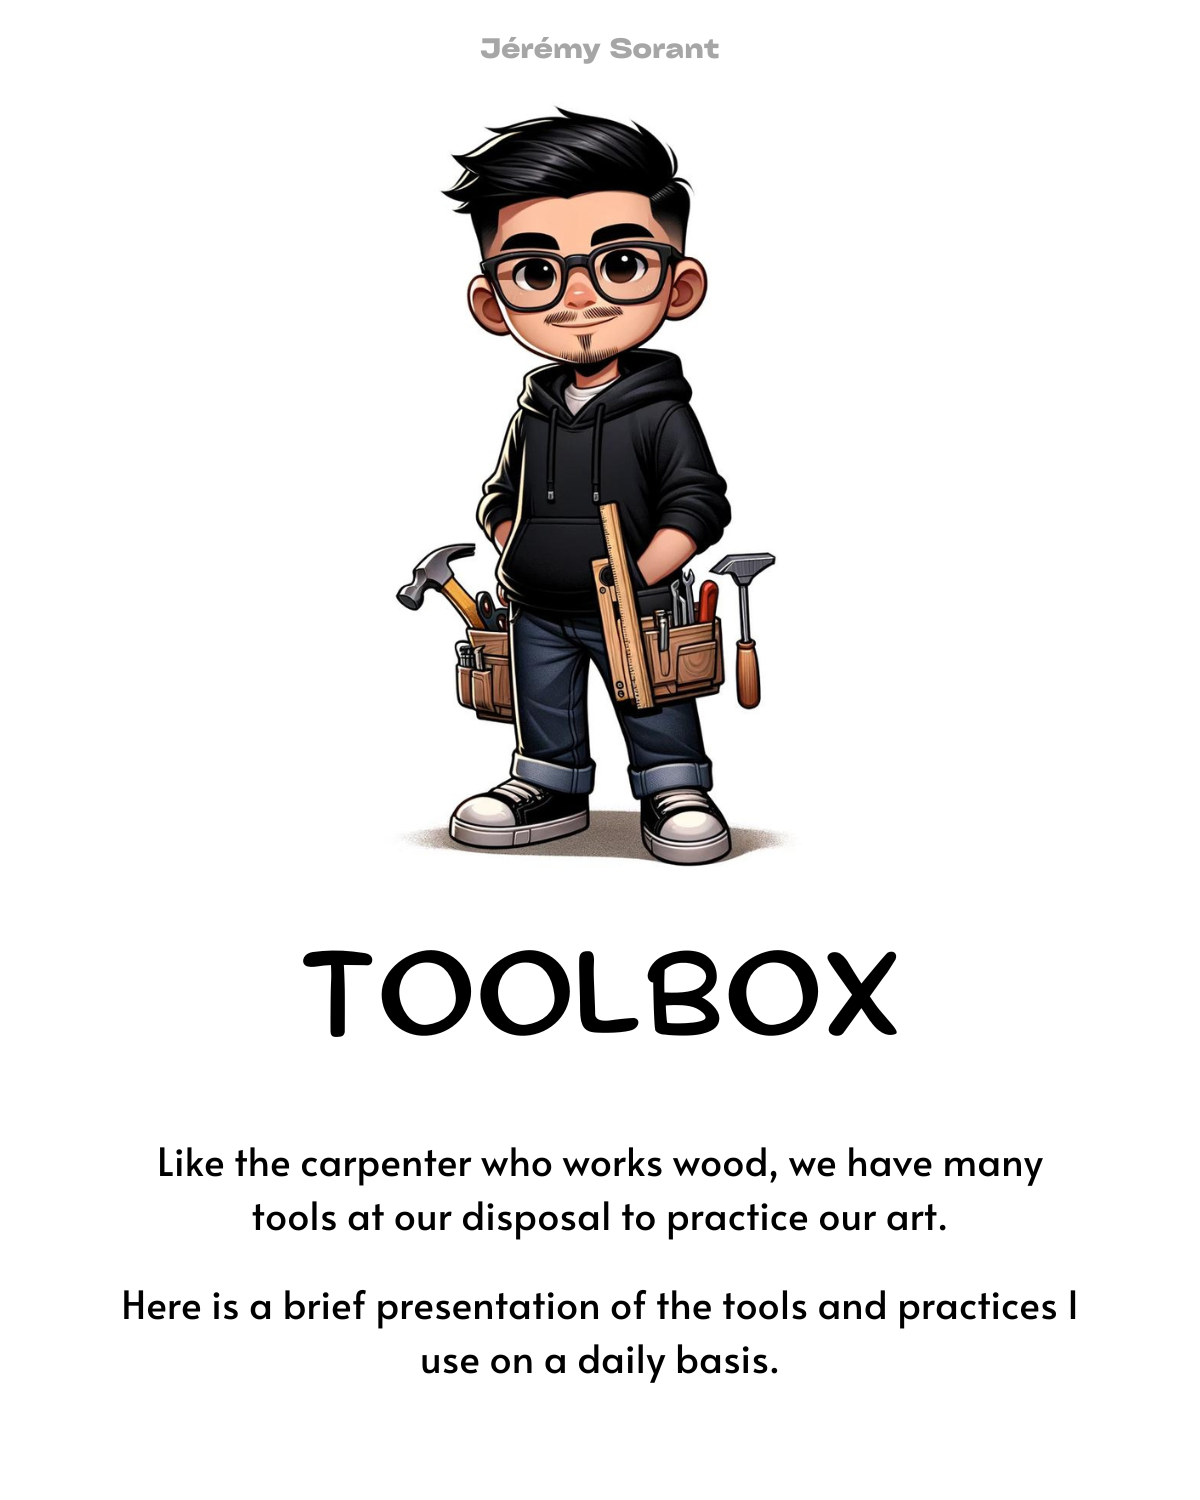 Jérémy Sorant
TOOLBOX
Like the carpenter who works wood, we have many
tools at our disposal to practice our art.
Here is a brief presentation of the tools and practices I
use on a daily basis.